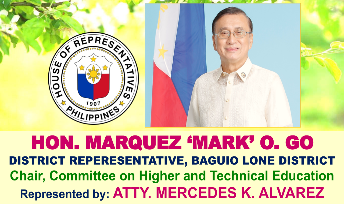 HOUSE OF REPRESENTATIVES
PHILIPPINES
1907
HON. MARQUEZ ‘MARK’ O. GO
DISTRICT REPERESENTATIVE, BAGUIO LONE DISTRICT
Chair, Committee on Higher and Technical Education
Represented by: ATTY. MERCEDES K. ALVAREZ